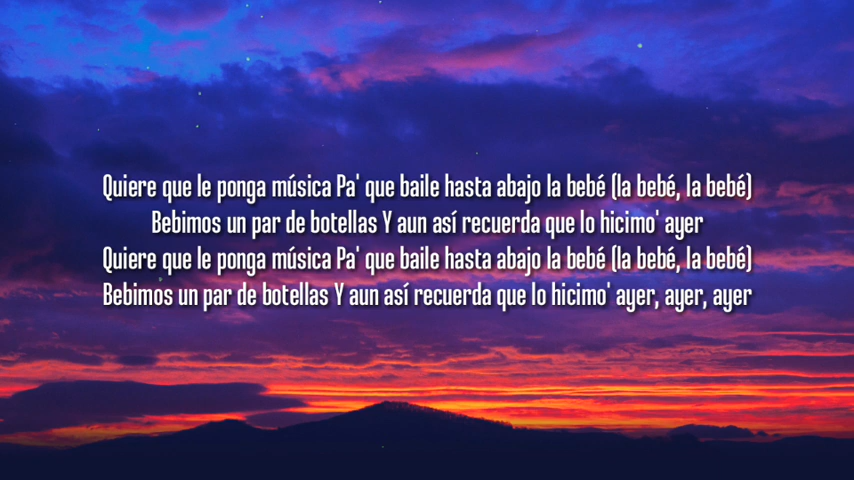 Quiere que le ponga música Pa' que baile hasta abajo la bebé (la bebé, la bebé)
Bebimos un par de botellas Y aun así recuerda que lo hicimo' ayer
Quiere que le ponga música Pa' que baile hasta abajo la bebé (la bebé, la bebé)
Bebimos un par de botellas Y aun así recuerda que lo hicimo' ayer, ayer, ayer